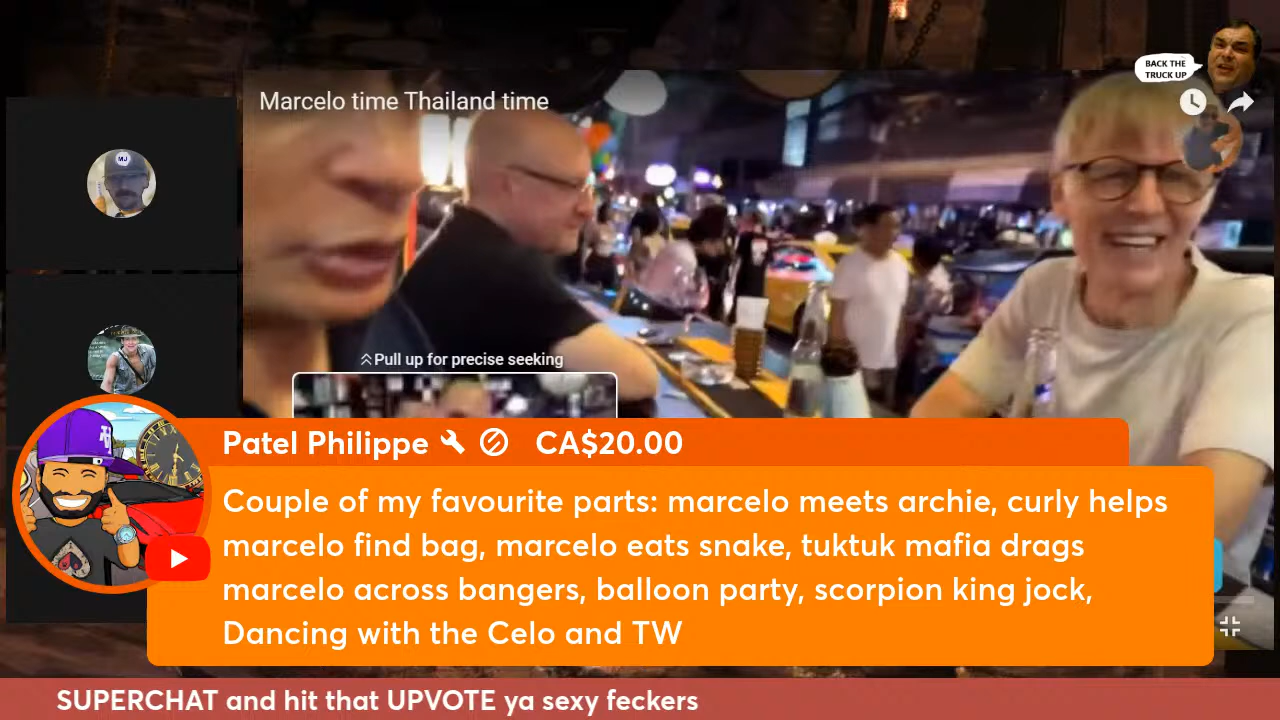 BACK THE
TRUCK UP
Marcelo time Thailand time
MJ
Pull up for precise seeking
Patel Philippe CA$20.00
Couple of my favourite parts: marcelo meets archie, curly helps
marcelo find bag, marcelo eats snake, tuktuk mafia drags
marcelo across bangers, balloon party, scorpion king jock,
Dancing with the Celo and TW
SUPERCHAT and hit that UPVOTE ya sexy feckers